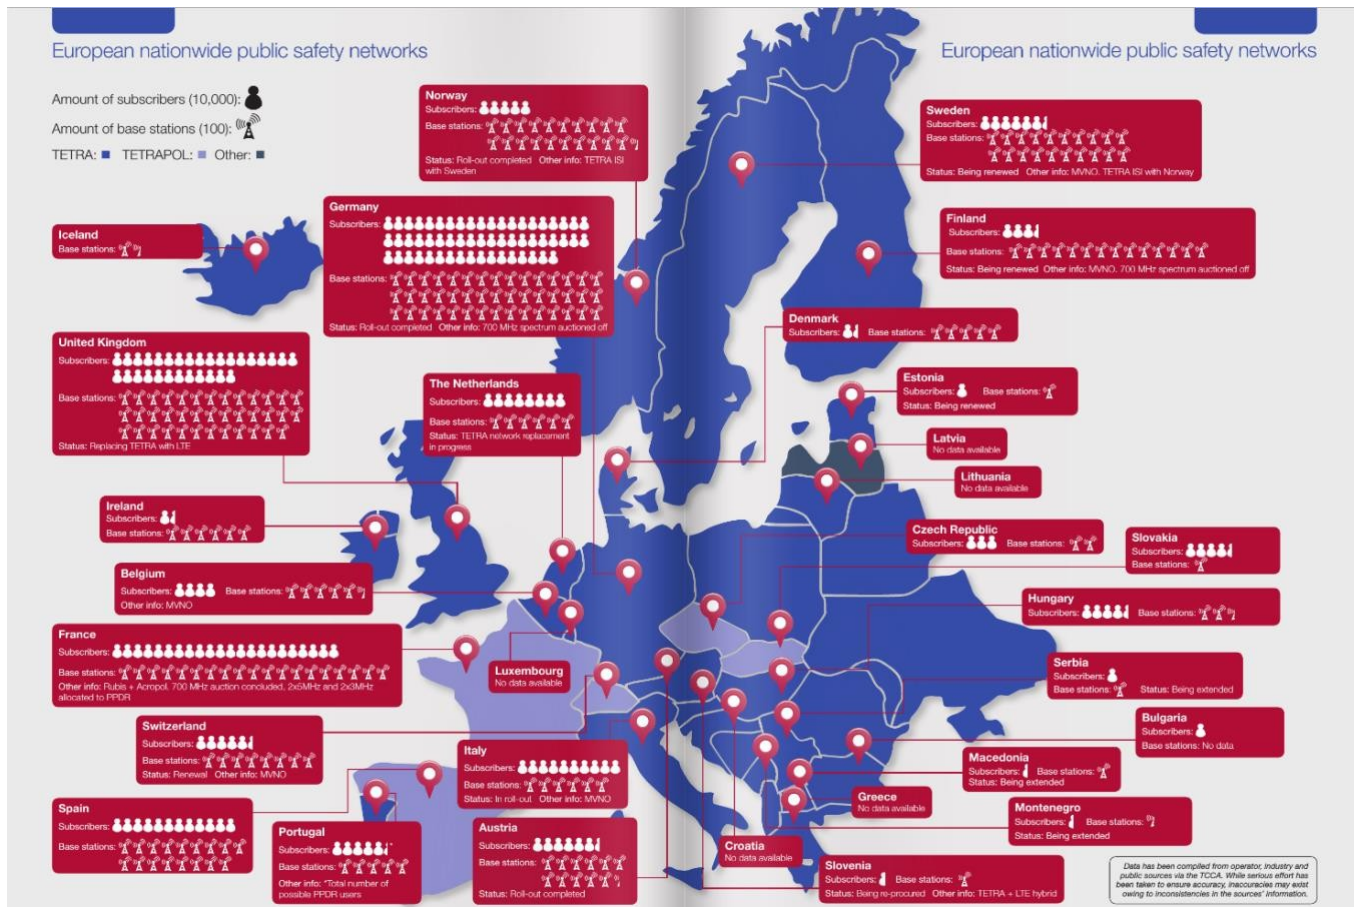 European nationwide public safety networks
European nationwide public safety networks
Amount of subscribers (10,000):
Amount of base stations (100):
TETRA: TETRAPOL: Other:
Norway
Subscribers:
Base stations:
Status: Roll-out completed Other info: TETRA ISI
with Sweden
Sweden
Subscribers:
Base stations:
Status: Being renewed Other info: MVNO. TETRA ISI with Norway
Germany
Subscribers:
Base stations:
Status: Roll-out completed Other info: 700 MHz spectrum auctioned off
Iceland
Base stations:
Finland
Subscribers:
Base stations:
Status: Being renewed Other info: MVNO. 700 MHz spectrum auctioned off
United Kingdom
Subscribers:
Base stations:
Status: Replacing TETRA with LTE
Denmark
Subscribers: Base stations:
The Netherlands
Subscribers:
Base stations:
Status: TETRA network replacement
in progress
Estonia
Subscribers: Base stations:
Status: Being renewed
Latvia
No data available
Lithuania
No data available
Ireland
Subscribers:
Base stations:
Czech Republic
Subscribers: Base stations:
Slovakia
Subscribers:
Base stations:
Belgium
Subscribers: Base stations:
Other info: MVNO
Hungary
Subscribers: Base stations:
France
Subscribers:
Base stations:
Other info: Rubis + Acropol. 700 MHz auction concluded, 2x5MHz and 2x3MHz
allocated to PPDR
Luxembourg
No data available
Serbia
Subscribers:
Base stations: Status: Being extended
Switzerland
Subscribers:
Base stations:
Status: Renewal Other info: MVNO
Bulgaria
Subscribers:
Base stations: No data
Italy
Subscribers:
Base stations:
Status: In roll-out Other info: MVNO
Macedonia
Subscribers: Base stations:
Status: Being extended
Spain
Subscribers:
Base stations:
Greece
No data available
Montenegro
Subscribers: Base stations:
Status: Being extended
Portugal
Subscribers: *
Base stations:
Other info: *Total number of
possible PPDR users
Austria
Subscribers:
Base stations:
Status: Roll-out completed
Croatia
No data available
Slovenia
Subscribers: Base stations:
Status: Being re-procured Other info: TETRA + LTE hybrid
Data has been compiled from operator, industry and
public sources via the TCCA. While serious effort has
been taken to ensure accuracy, inaccuracies may exist
owing to inconsistencies in the sources' information.